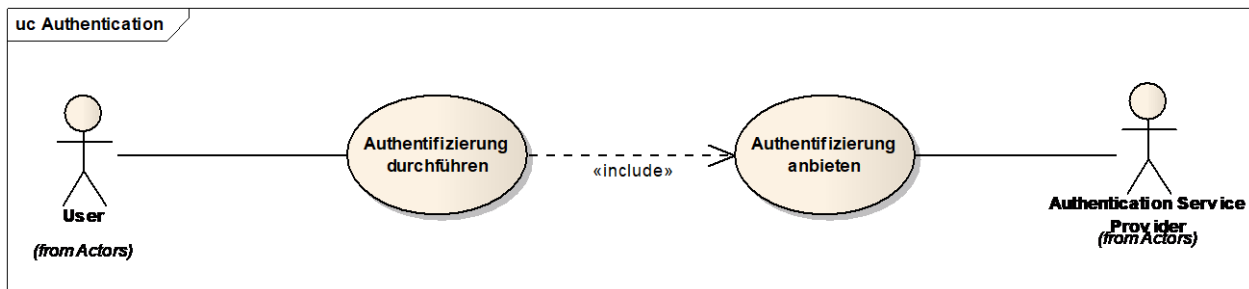 uc Authentication
Authentifizierung
durchführen
«include»
Authentifizierung
anbieten
User
(from Actors)
Authentication Service
Provider
(from Actors)